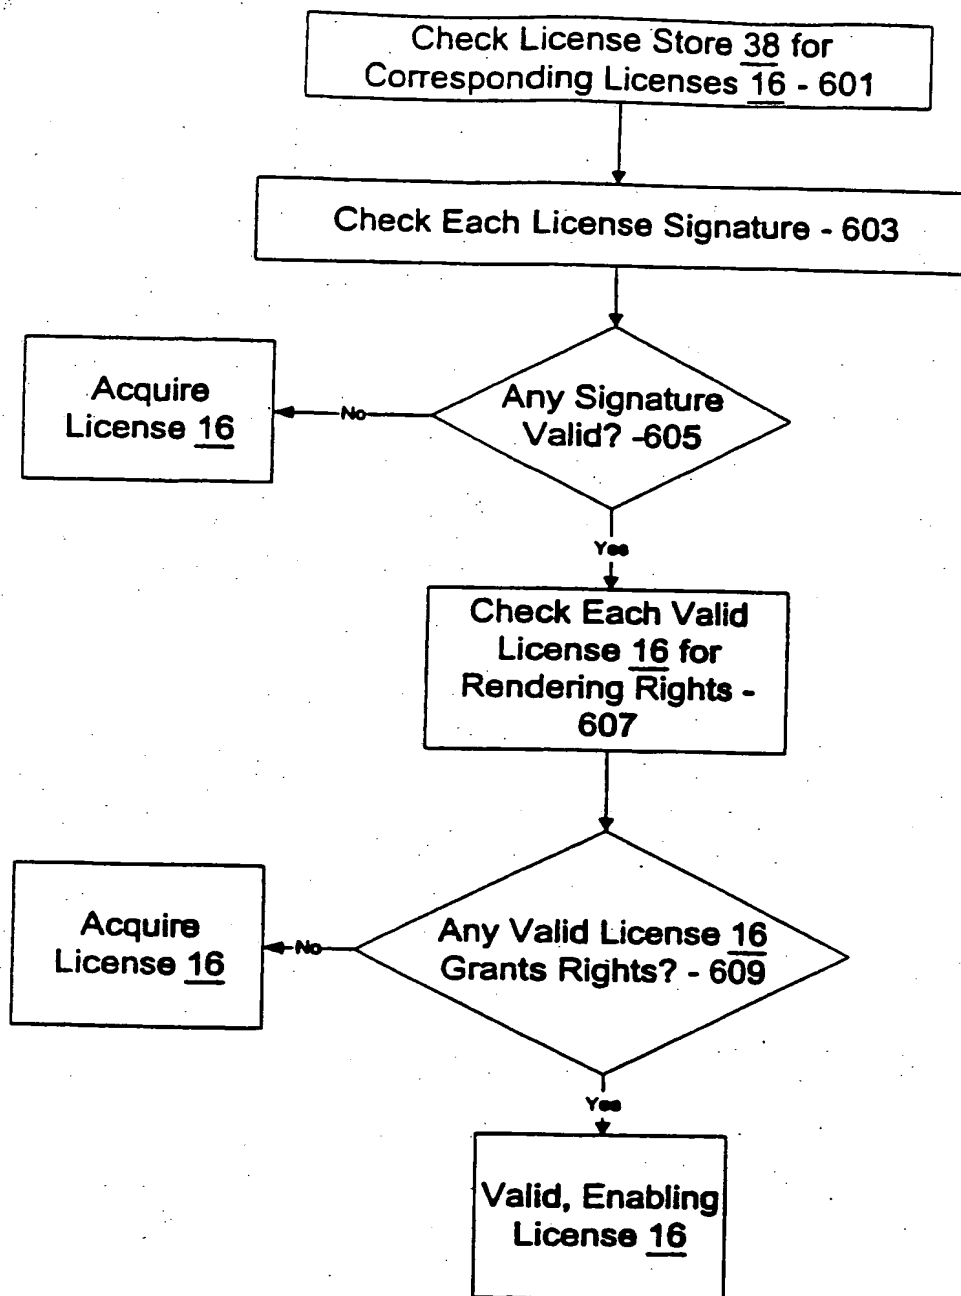 Check License Store 38 for
Corresponding Licenses 16 - 601
Check Each License Signature - 603
Acquire
License 16
No
Any Signature
Valid? -605
Yes
Check Each Valid
License 16 for
Rendering Rights -
607
Acquire
License 16
No
Any Valid License 16
Grants Rights? - 609
Yes
Valid, Enabling
License 16